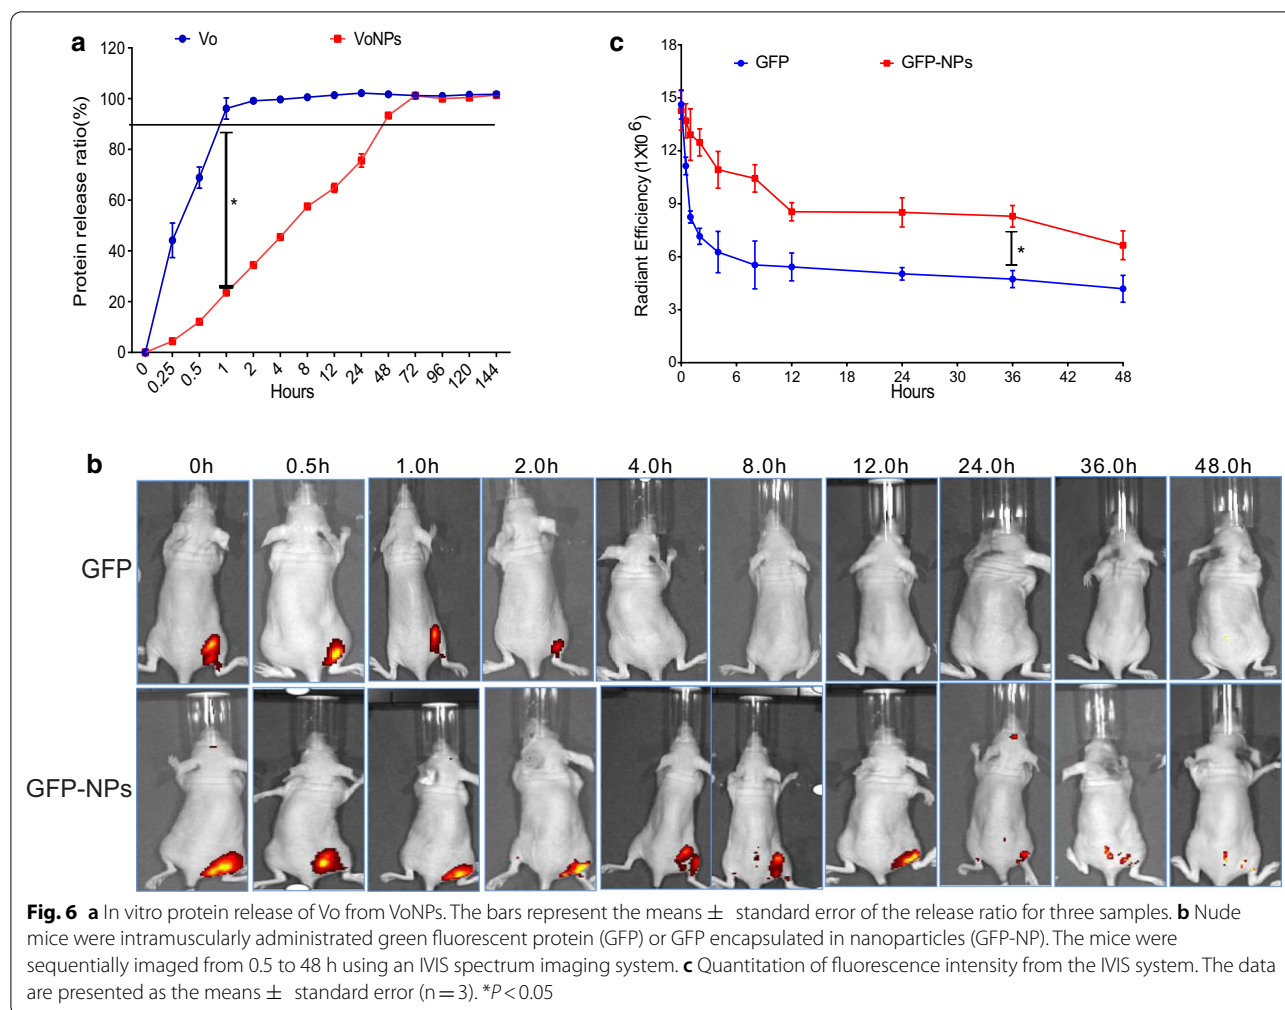 a
Vo
VoNPs
Protein release ratio(%)
120
100
80
60
40
20
0
*
0 0.25 0.5 1 2 4 8 12 24 48 72 96 120 144
Hours
c
GFP
GFP-NPs
Radiant Efficiency (1X10^6)
18
15
12
9
6
3
0
*
0 6 12 18 24 30 36 42 48
Hours
b
0h 0.5h 1.0h 2.0h 4.0h 8.0h 12.0h 24.0h 36.0h 48.0h
GFP
GFP-NPs
Fig. 6 a In vitro protein release of Vo from VoNPs. The bars represent the means ± standard error of the release ratio for three samples. b Nude
mice were intramuscularly administrated green fluorescent protein (GFP) or GFP encapsulated in nanoparticles (GFP-NP). The mice were
sequentially imaged from 0.5 to 48 h using an IVIS spectrum imaging system. c Quantitation of fluorescence intensity from the IVIS system. The data
are presented as the means ± standard error (n = 3). *P < 0.05